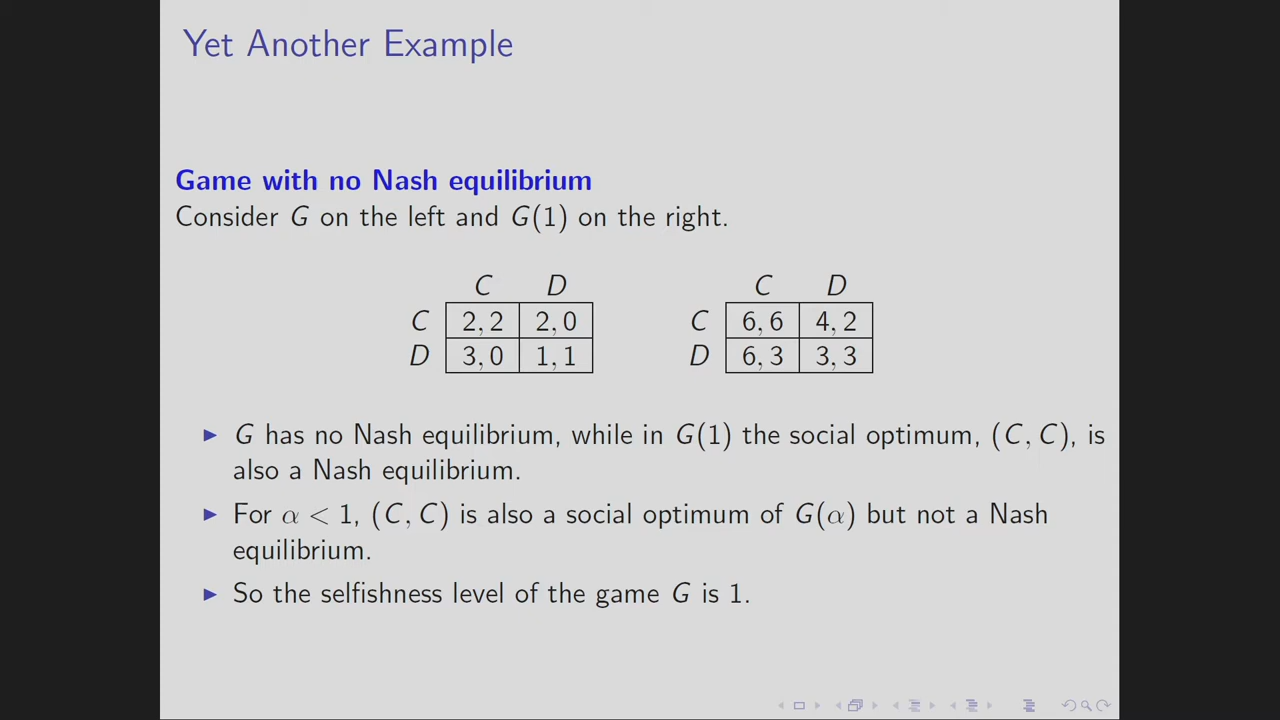 Yet Another Example
Game with no Nash equilibrium
Consider G on the left and G(1) on the right.
C D C D
C 2, 2 2, 0 C 6, 6 4, 2
D 3, 0 1, 1 D 6, 3 3, 3
▶ G has no Nash equilibrium, while in G(1) the social optimum, (C, C), is
also a Nash equilibrium.
▶ For α < 1, (C, C) is also a social optimum of G(α) but not a Nash
equilibrium.
▶ So the selfishness level of the game G is 1.